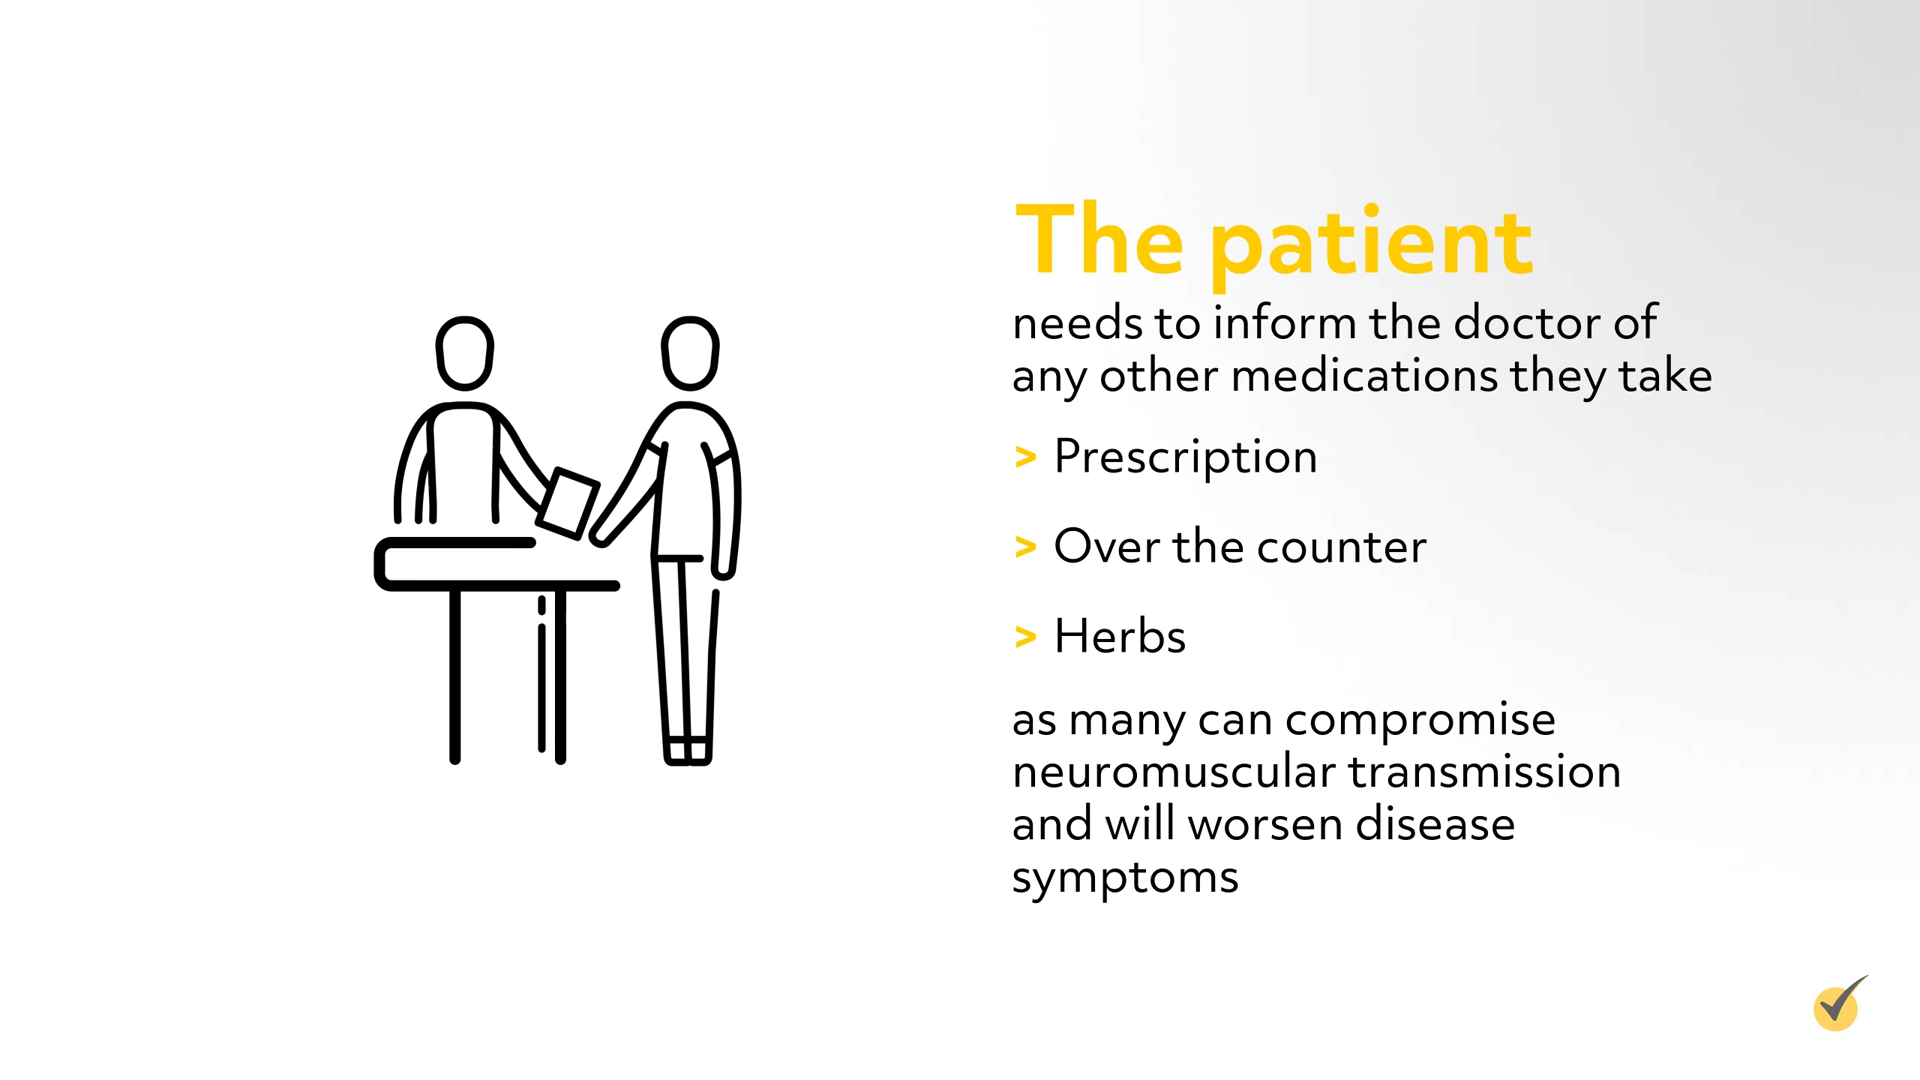 The patient
needs to inform the doctor of
any other medications they take
> Prescription
> Over the counter
> Herbs
as many can compromise
neuromuscular transmission
and will worsen disease
symptoms